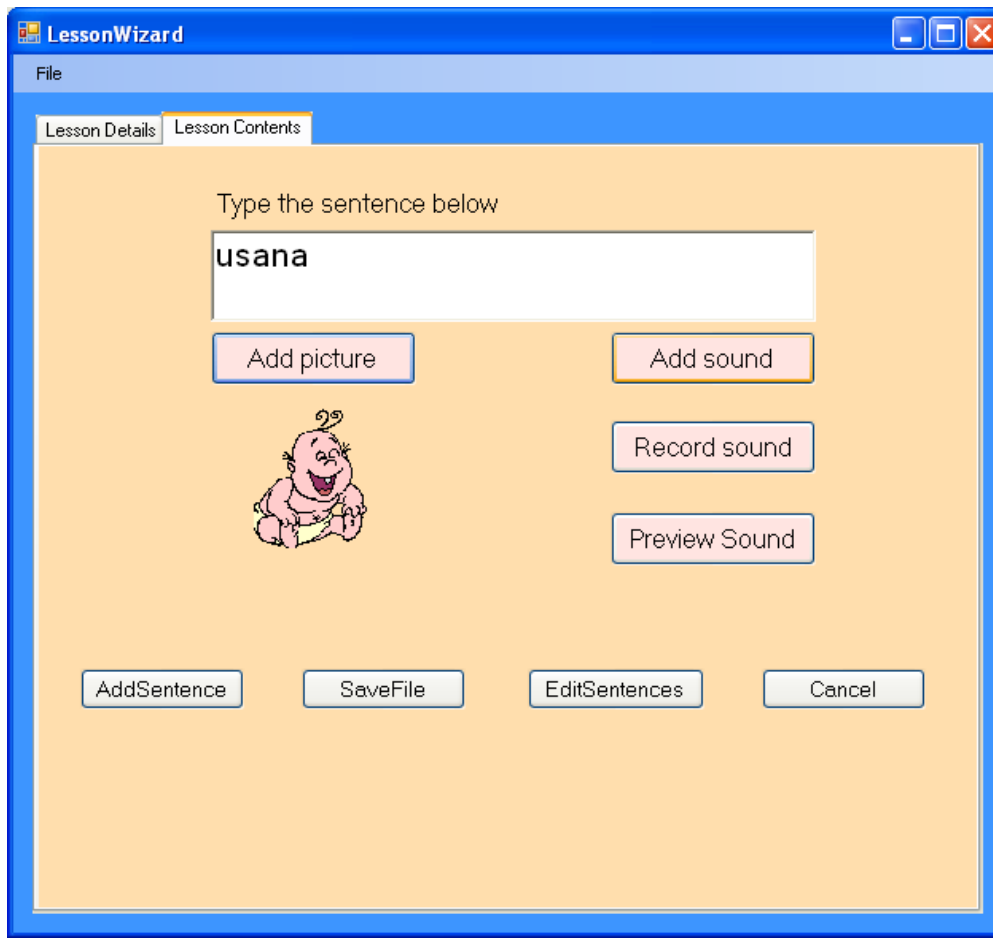 LessonWizard
File
Lesson Details Lesson Contents
Type the sentence below
usana
Add picture Add sound
Record sound
Preview Sound
AddSentence SaveFile EditSentences Cancel